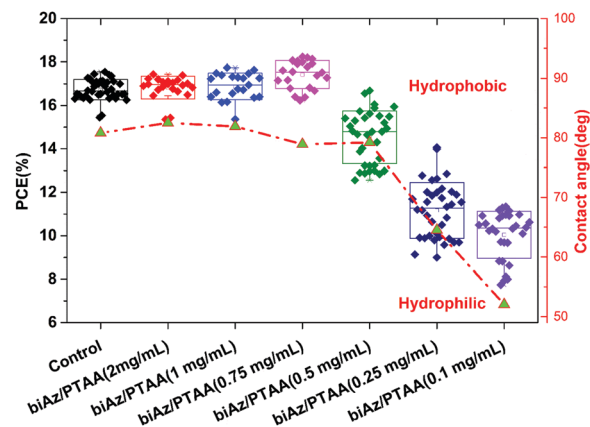 20
18
16
14
12
10
8
6
PCE(%)
100
90
80
70
60
50
Contact angle(deg)
Hydrophobic
Hydrophilic
Control
biAz/PTAA(2mg/mL)
biAz/PTAA(1 mg/mL)
biAz/PTAA(0.75 mg/mL)
biAz/PTAA(0.5 mg/mL)
biAz/PTAA(0.25 mg/mL)
biAz/PTAA(0.1 mg/mL)